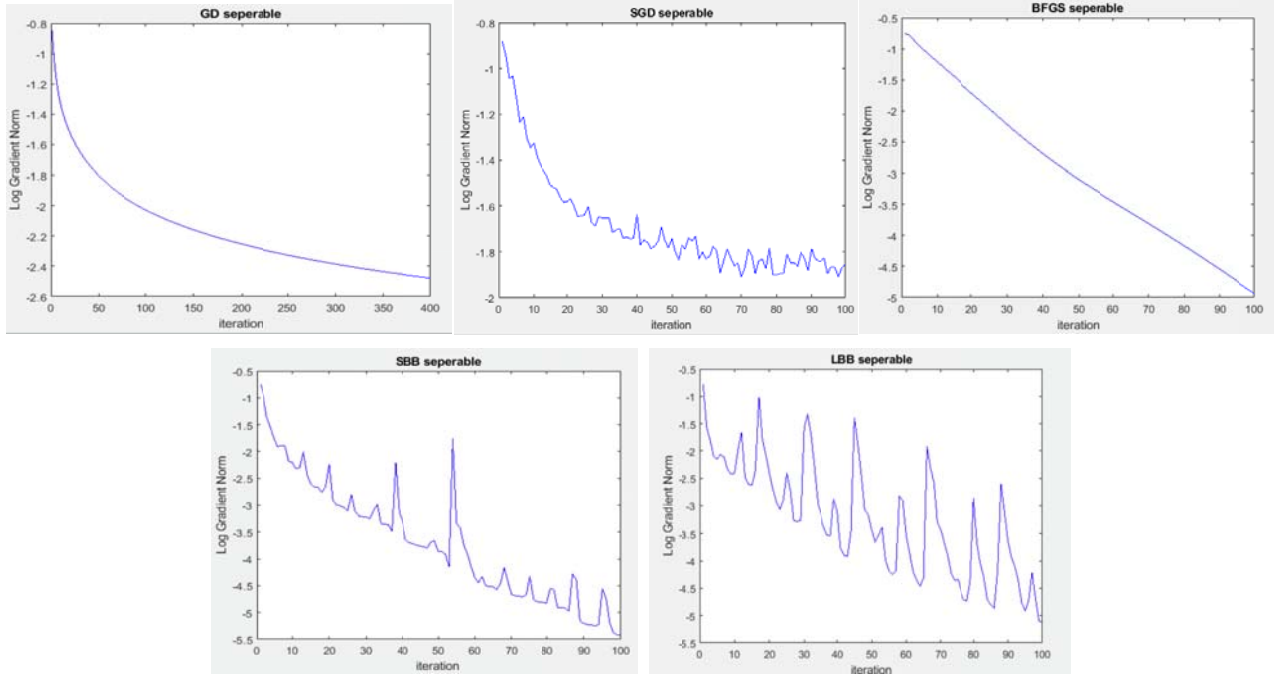 GD seperable
-0.8
-1
-1.2
-1.4
-1.6
-1.8
-2
-2.2
-2.4
-2.6
Log Gradient Norm
0 50 100 150 200 250 300 350 400
iteration
SGD seperable
-0.8
-1
-1.2
-1.4
-1.6
-1.8
-2
Log Gradient Norm
0 10 20 30 40 50 60 70 80 90 100
iteration
BFGS seperable
-0.5
-1
-1.5
-2
-2.5
-3
-3.5
-4
-4.5
-5
Log Gradient Norm
0 10 20 30 40 50 60 70 80 90 100
iteration
SBB seperable
-0.5
-1
-1.5
-2
-2.5
-3
-3.5
-4
-4.5
-5
-5.5
Log Gradient Norm
0 10 20 30 40 50 60 70 80 90 100
iteration
LBB seperable
-0.5
-1
-1.5
-2
-2.5
-3
-3.5
-4
-4.5
-5
-5.5
Log Gradient Norm
0 10 20 30 40 50 60 70 80 90 100
iteration